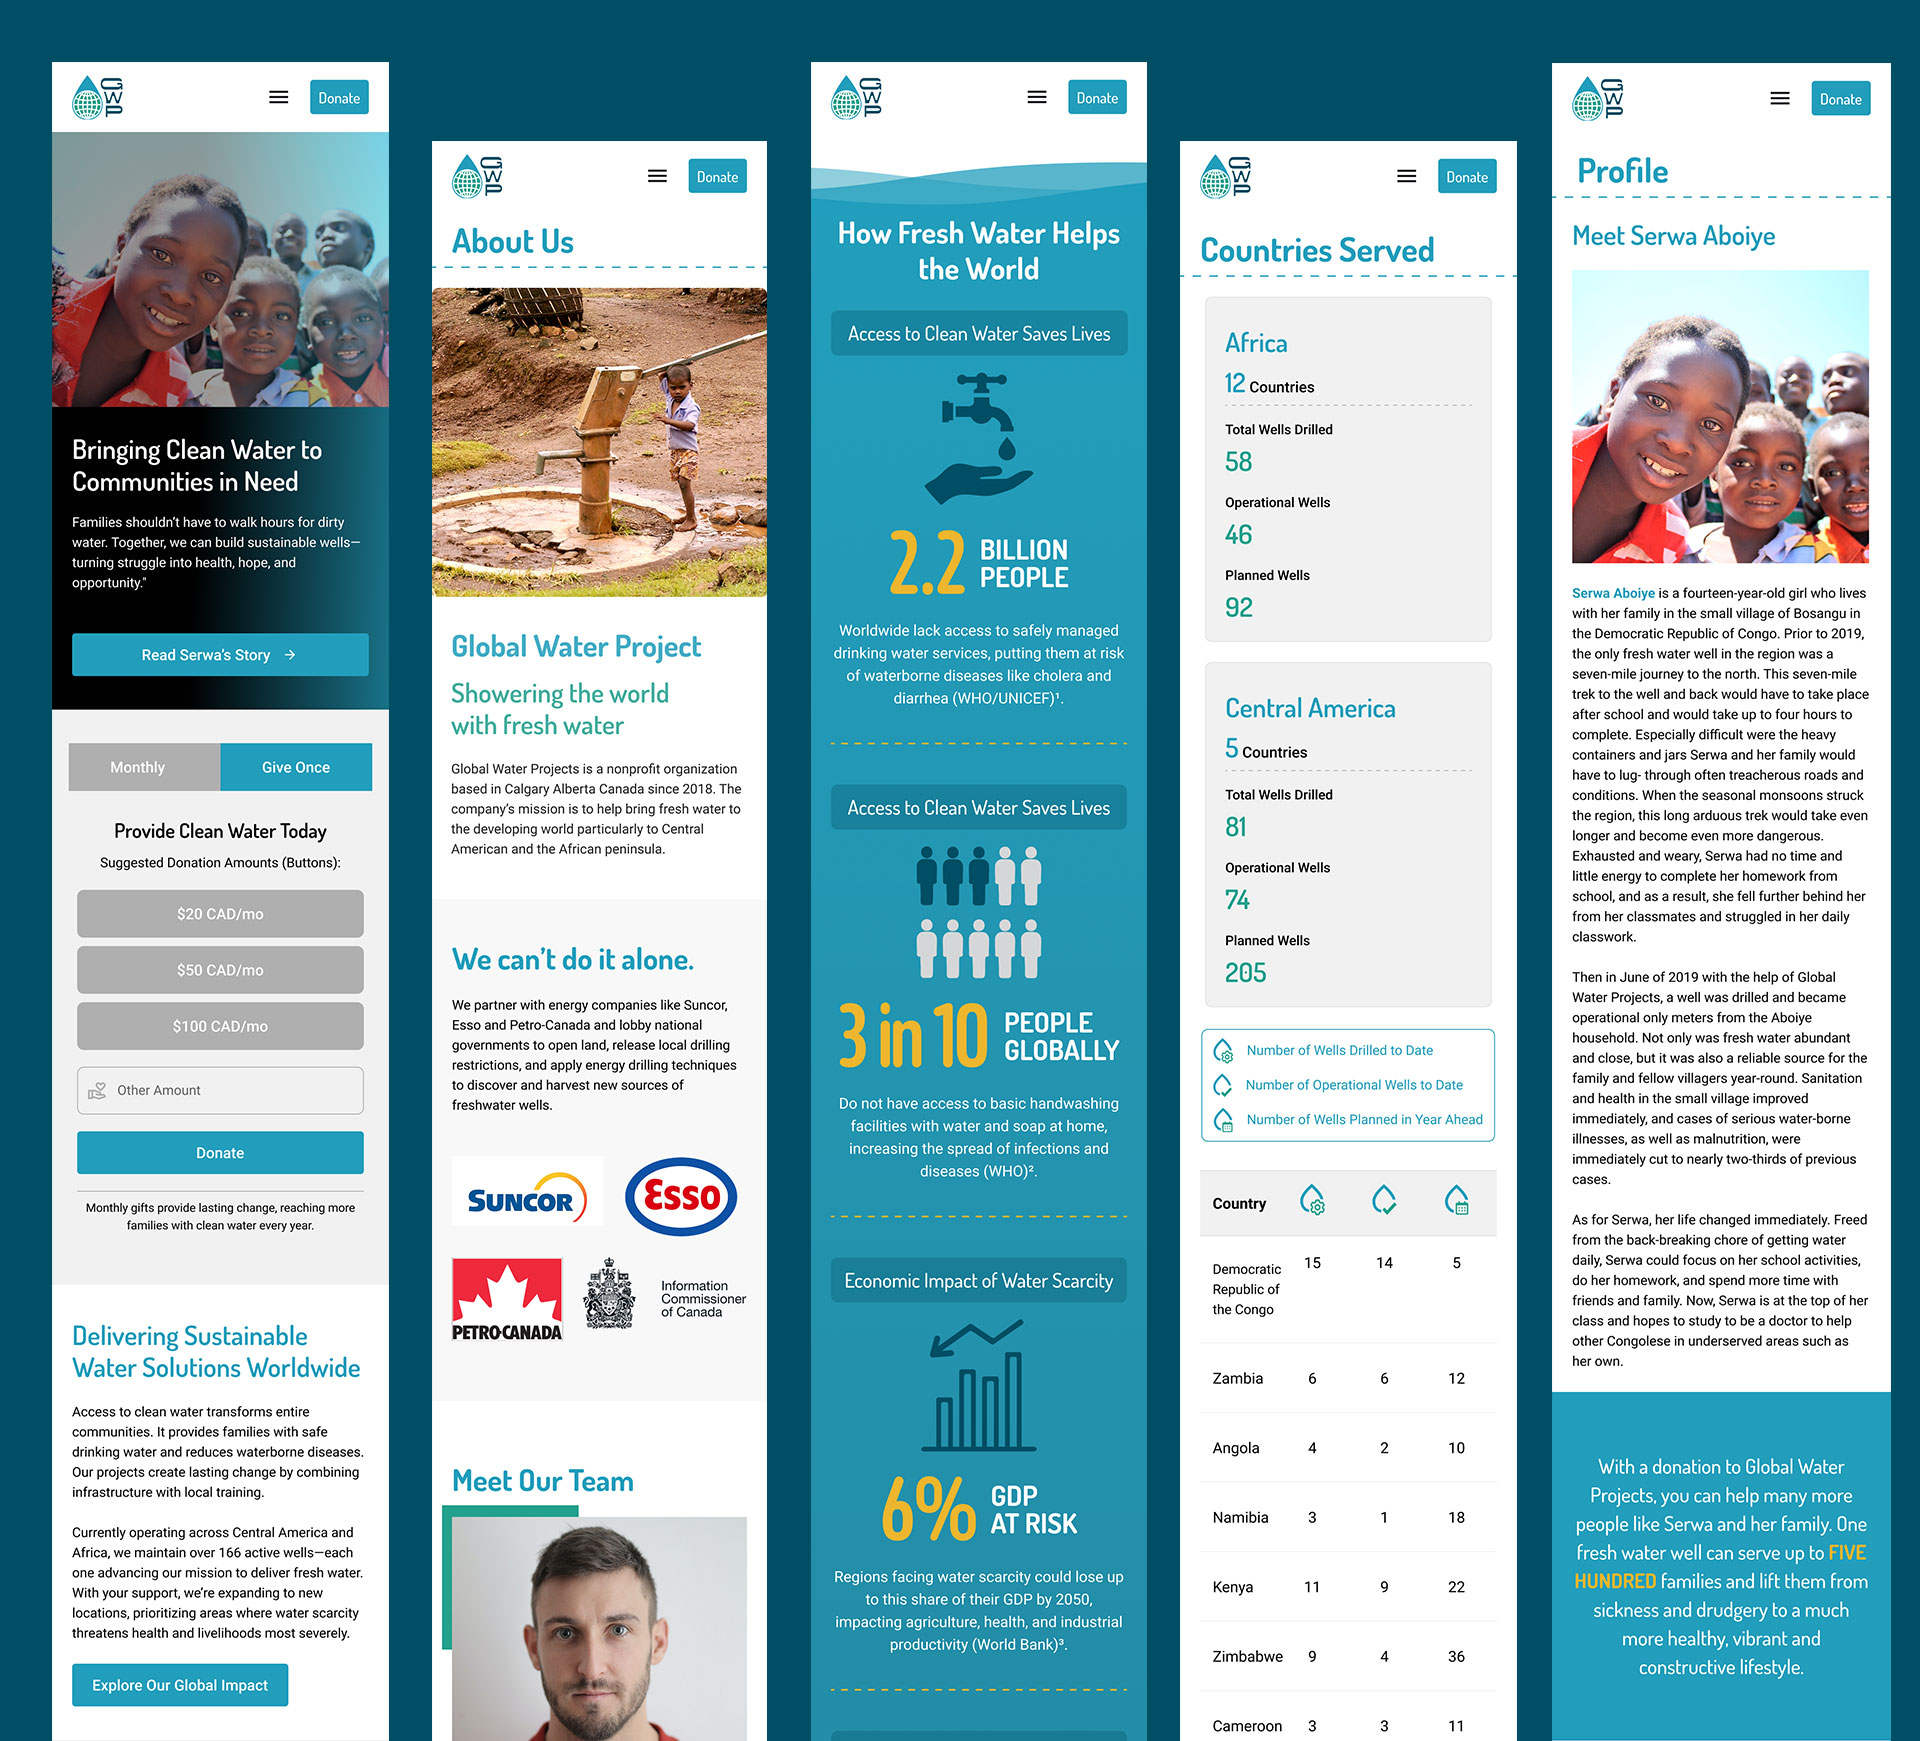 GWP
Donate
Bringing Clean Water to
Communities in Need
Families shouldn't have to walk hours for dirty
water. Together, we can build sustainable wells—
turning struggle into health, hope, and
opportunity."
Read Serwa's Story
Monthly
Give Once
Provide Clean Water Today
Suggested Donation Amounts (Buttons):
$20 CAD/mo
$50 CAD/mo
$100 CAD/mo
Other Amount
Donate
Monthly gifts provide lasting change, reaching more
families with clean water every year.
Delivering Sustainable
Water Solutions Worldwide
Access to clean water transforms entire
communities. It provides families with safe
drinking water and reduces waterborne diseases.
Our projects create lasting change by combining
infrastructure with local training.
Currently operating across Central America and
Africa, we maintain over 166 active wells—each
one advancing our mission to deliver fresh water.
With your support, we're expanding to new
locations, prioritizing areas where water scarcity
threatens health and livelihoods most severely.
Explore Our Global Impact
GWP
Donate
About Us
Global Water Project
Showering the world
with fresh water
Global Water Projects is a nonprofit organization
based in Calgary Alberta Canada since 2018. The
company's mission is to help bring fresh water to
the developing world particularly to Central
American and the African peninsula.
We can't do it alone.
We partner with energy companies like Suncor,
Esso and Petro-Canada and lobby national
governments to open land, release local drilling
restrictions, and apply energy drilling techniques
to discover and harvest new sources of
freshwater wells.
SUNCOR
Esso
PETRO-CANADA
Information
Commissioner
of Canada
Meet Our Team
GWP
Donate
How Fresh Water Helps
the World
Access to Clean Water Saves Lives
2.2 BILLION
PEOPLE
Worldwide lack access to safely managed
drinking water services, putting them at risk
of waterborne diseases like cholera and
diarrhea (WHO/UNICEF)¹.
Access to Clean Water Saves Lives
3 in 10 PEOPLE
GLOBALLY
Do not have access to basic handwashing
facilities with water and soap at home,
increasing the spread of infections and
diseases (WHO)².
Economic Impact of Water Scarcity
6% GDP
AT RISK
Regions facing water scarcity could lose up
to this share of their GDP by 2050,
impacting agriculture, health, and industrial
productivity (World Bank)³.
GWP
Donate
Countries Served
Africa
12 Countries
Total Wells Drilled
58
Operational Wells
46
Planned Wells
92
Central America
5 Countries
Total Wells Drilled
81
Operational Wells
74
Planned Wells
205
Number of Wells Drilled to Date
Number of Operational Wells to Date
Number of Wells Planned in Year Ahead
Country
Democratic 15 14 5
Republic of
the Congo
Zambia 6 6 12
Angola 4 2 10
Namibia 3 1 18
Kenya 11 9 22
Zimbabwe 9 4 36
Cameroon 3 3 11
GWP
Donate
Profile
Meet Serwa Aboiye
Serwa Aboiye is a fourteen-year-old girl who lives
with her family in the small village of Bosangu in
the Democratic Republic of Congo. Prior to 2019,
the only fresh water well in the region was a
seven-mile journey to the north. This seven-mile
trek to the well and back would have to take place
after school and would take up to four hours to
complete. Especially difficult were the heavy
containers and jars Serwa and her family would
have to lug- through often treacherous roads and
conditions. When the seasonal monsoons struck
the region, this long arduous trek would take even
longer and become even more dangerous.
Exhausted and weary, Serwa had no time and
little energy to complete her homework from
school, and as a result, she fell further behind her
from her classmates and struggled in her daily
classwork.
Then in June of 2019 with the help of Global
Water Projects, a well was drilled and became
operational only meters from the Aboiye
household. Not only was fresh water abundant
and close, but it was also a reliable source for the
family and fellow villagers year-round. Sanitation
and health in the small village improved
immediately, and cases of serious water-borne
illnesses, as well as malnutrition, were
immediately cut to nearly two-thirds of previous
cases.
As for Serwa, her life changed immediately. Freed
from the back-breaking chore of getting water
daily, Serwa could focus on her school activities,
do her homework, and spend more time with
friends and family. Now, Serwa is at the top of her
class and hopes to study to be a doctor to help
other Congolese in underserved areas such as
her own.
With a donation to Global Water
Projects, you can help many more
people like Serwa and her family. One
fresh water well can serve up to FIVE
HUNDRED families and lift them from
sickness and drudgery to a much
more healthy, vibrant and
constructive lifestyle.